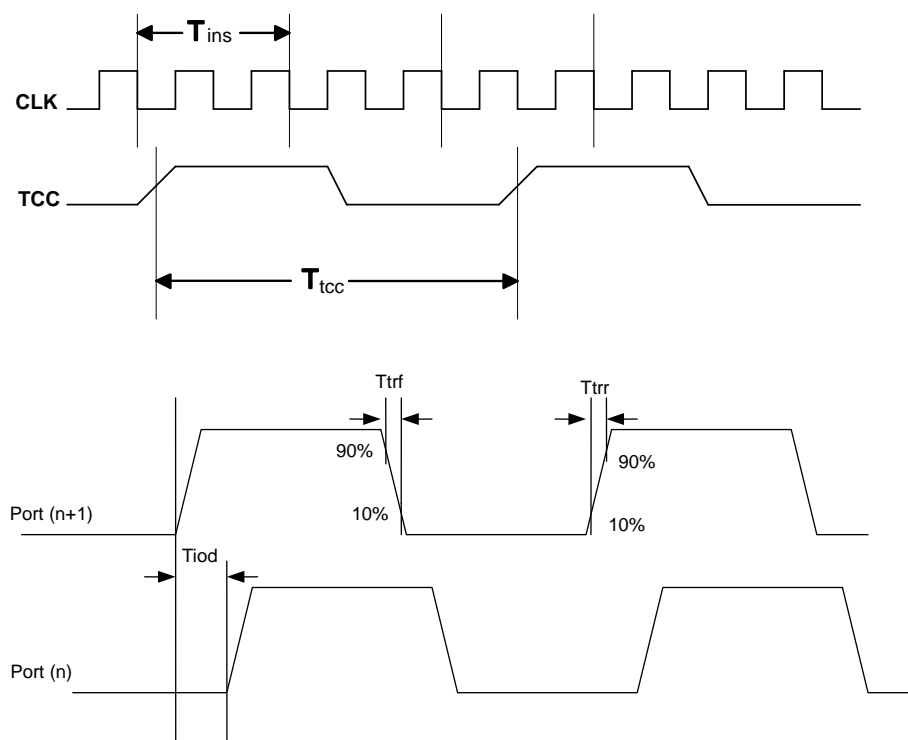 Tins
CLK
TCC
Ttcc
Ttrf
Ttrr
90%
90%
Port (n+1)
10%
10%
Tiod
Port (n)